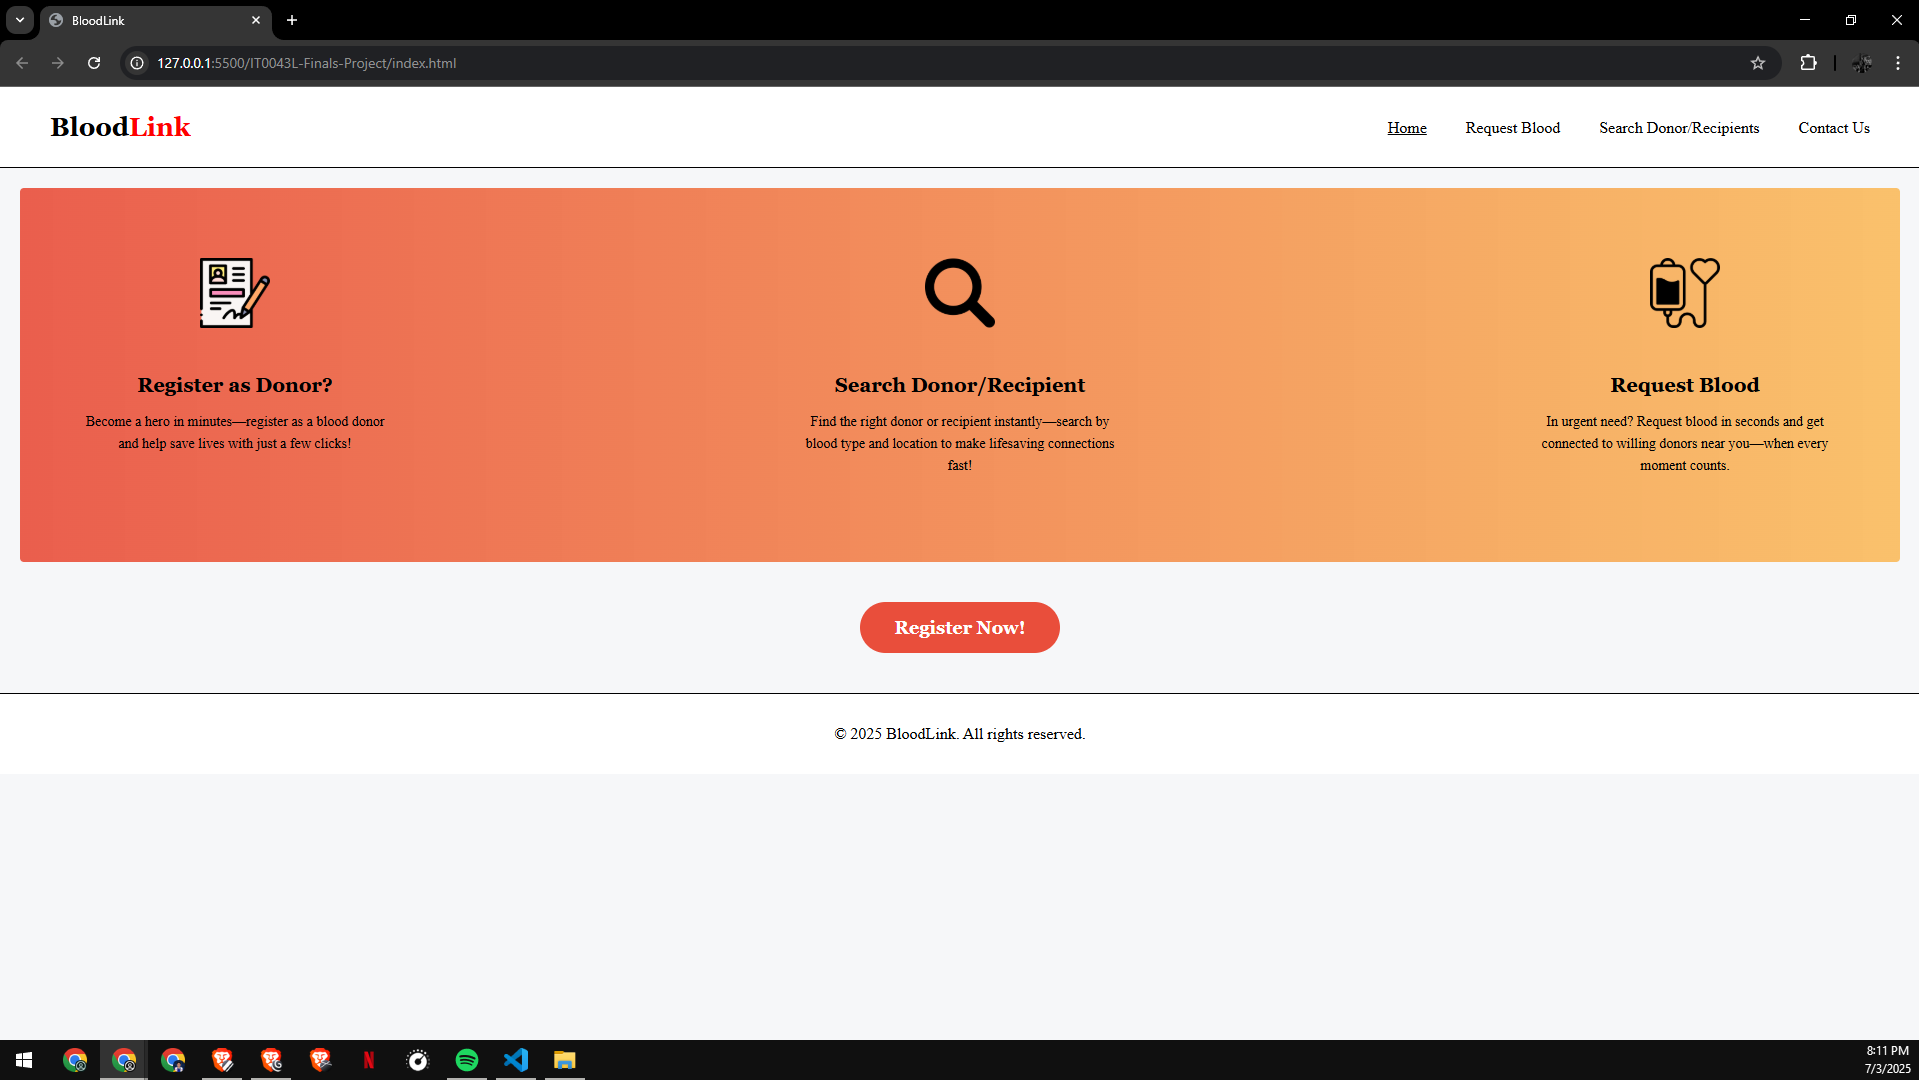 BloodLink
127.0.0.1:5500/IT0043L-Finals-Project/index.html
BloodLink
Home
Request Blood
Search Donor/Recipients
Contact Us
Register as Donor?
Become a hero in minutes—register as a blood donor
and help save lives with just a few clicks!
Search Donor/Recipient
Find the right donor or recipient instantly—search by
blood type and location to make lifesaving connections
fast!
Request Blood
In urgent need? Request blood in seconds and get
connected to willing donors near you—when every
moment counts.
Register Now!
© 2025 BloodLink. All rights reserved.
8:11 PM
7/3/2025